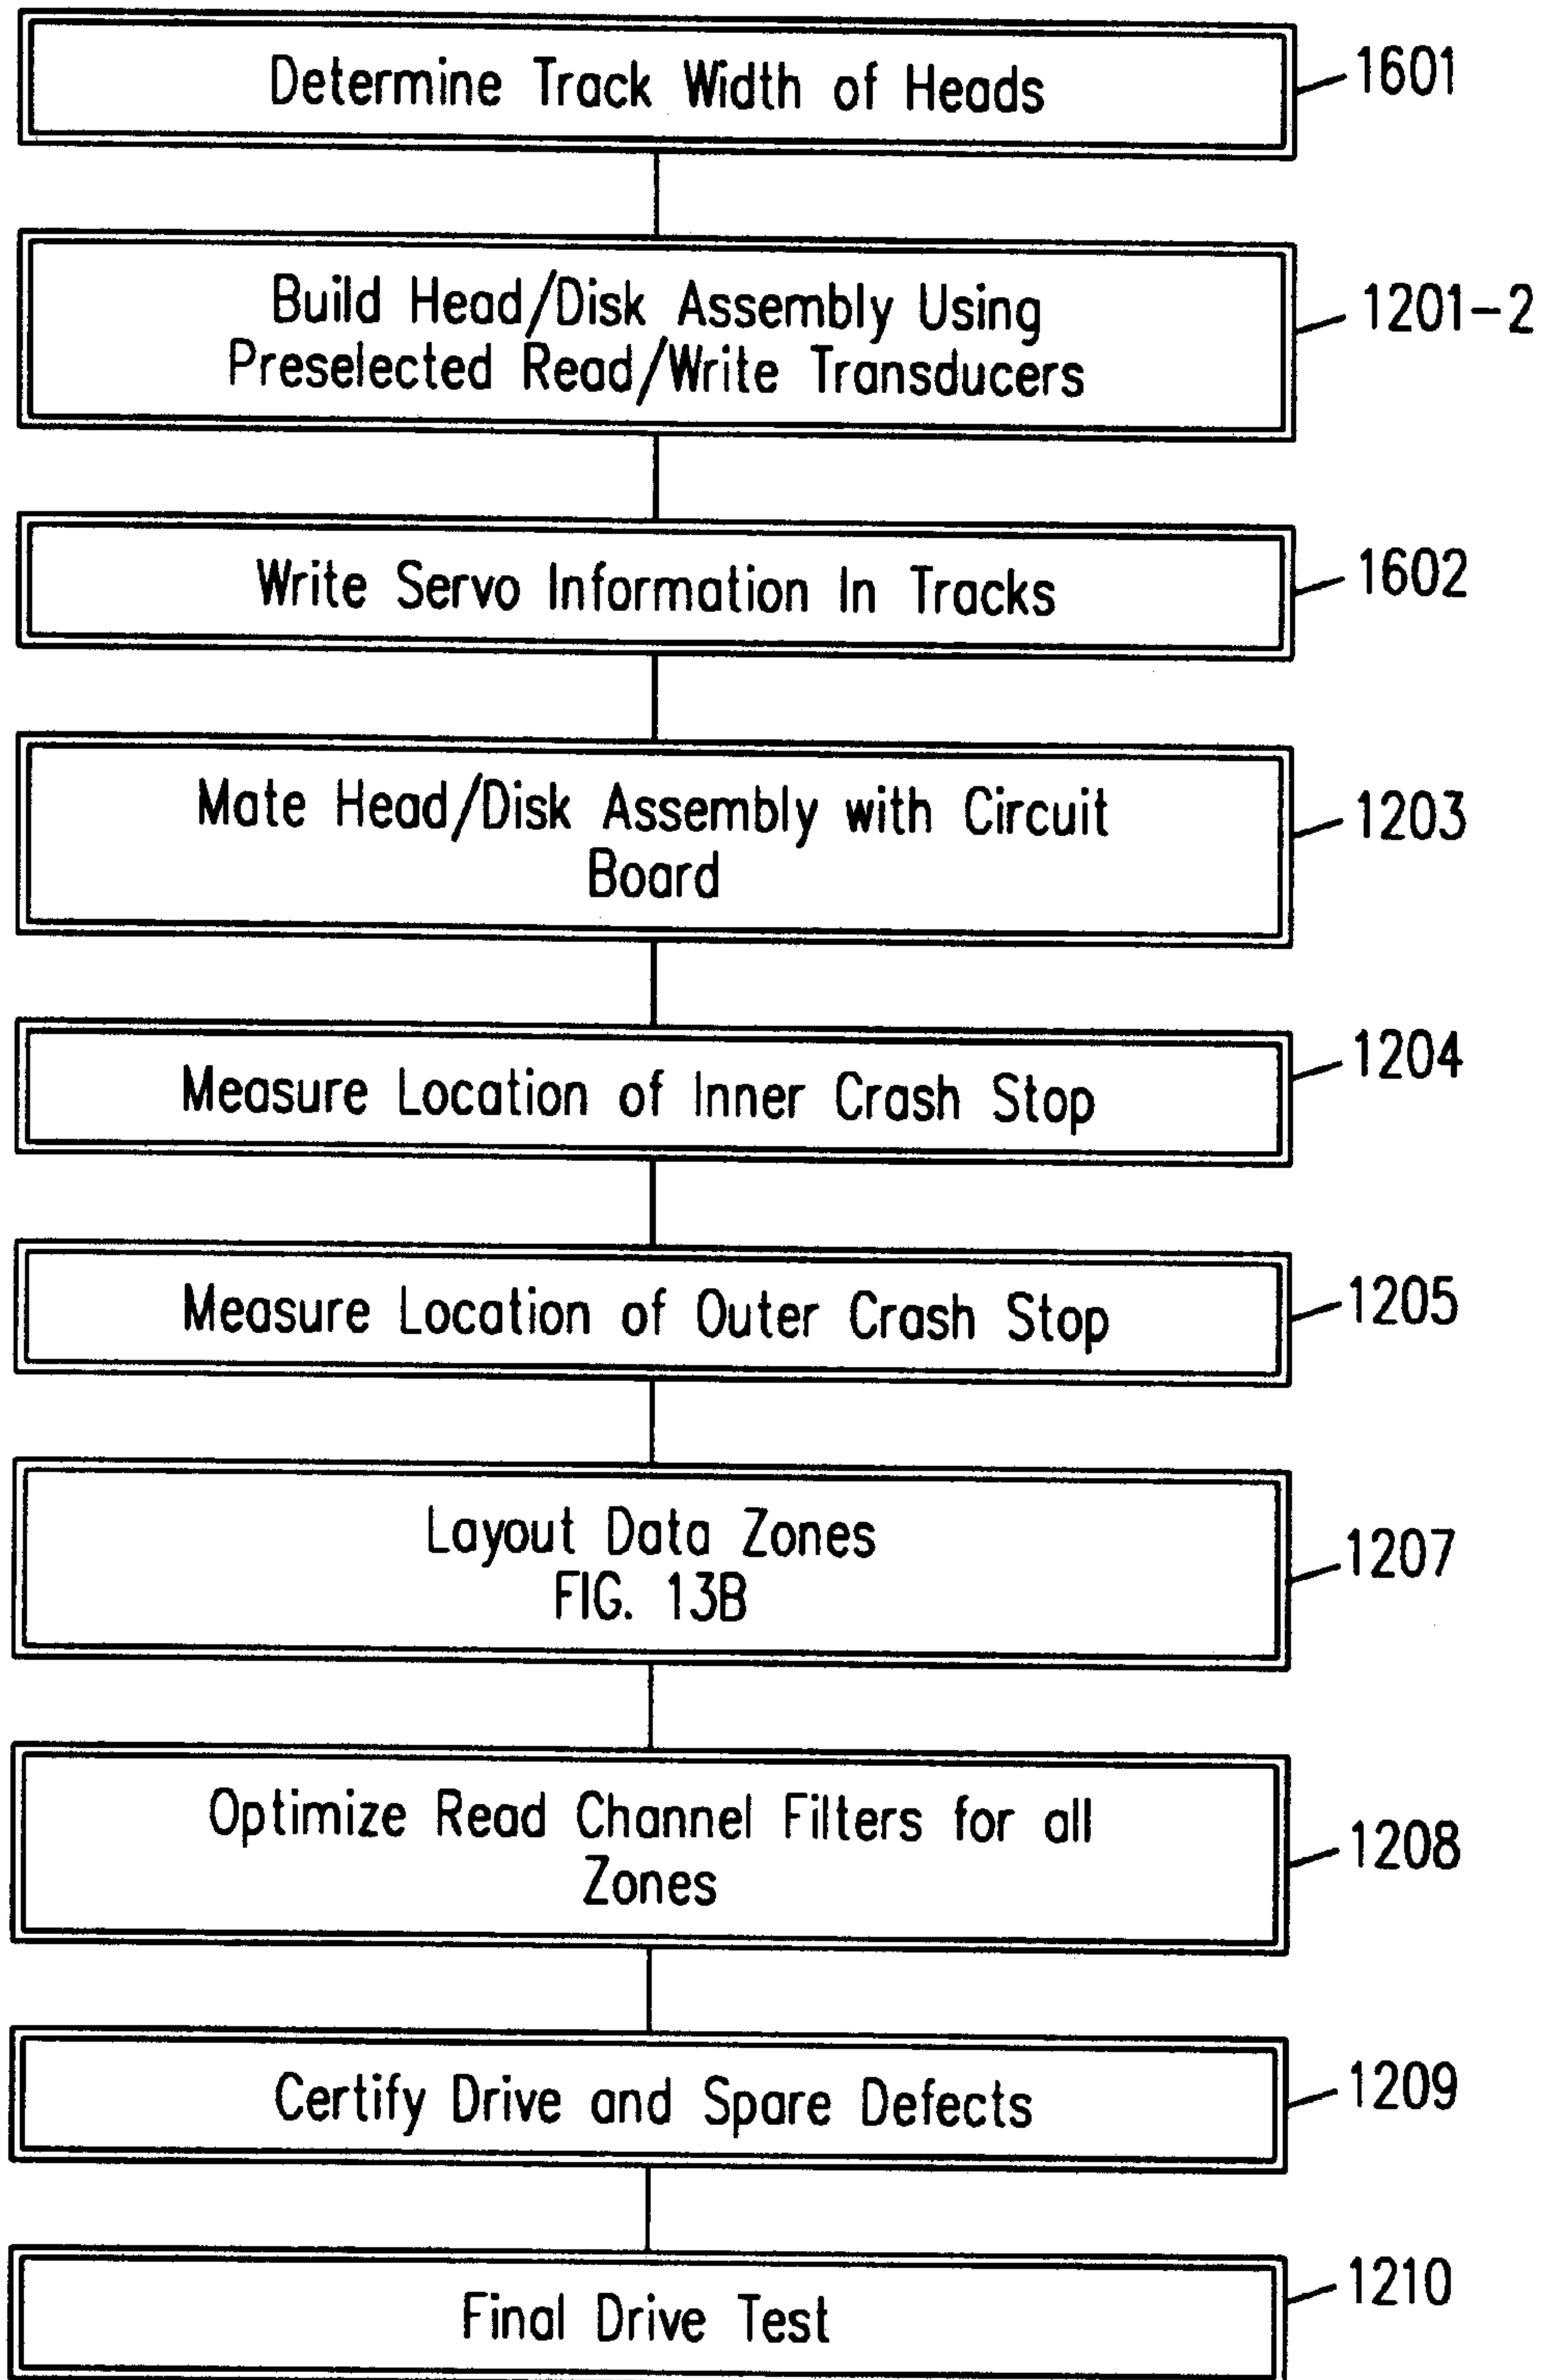 Determine Track Width of Heads
1601
Build Head/Disk Assembly Using
Preselected Read/Write Transducers
1201-2
Write Servo Information In Tracks
1602
Mate Head/Disk Assembly with Circuit
Board
1203
Measure Location of Inner Crash Stop
1204
Measure Location of Outer Crash Stop
1205
Layout Data Zones
FIG. 13B
1207
Optimize Read Channel Filters for all
Zones
1208
Certify Drive and Spare Defects
1209
Final Drive Test
1210